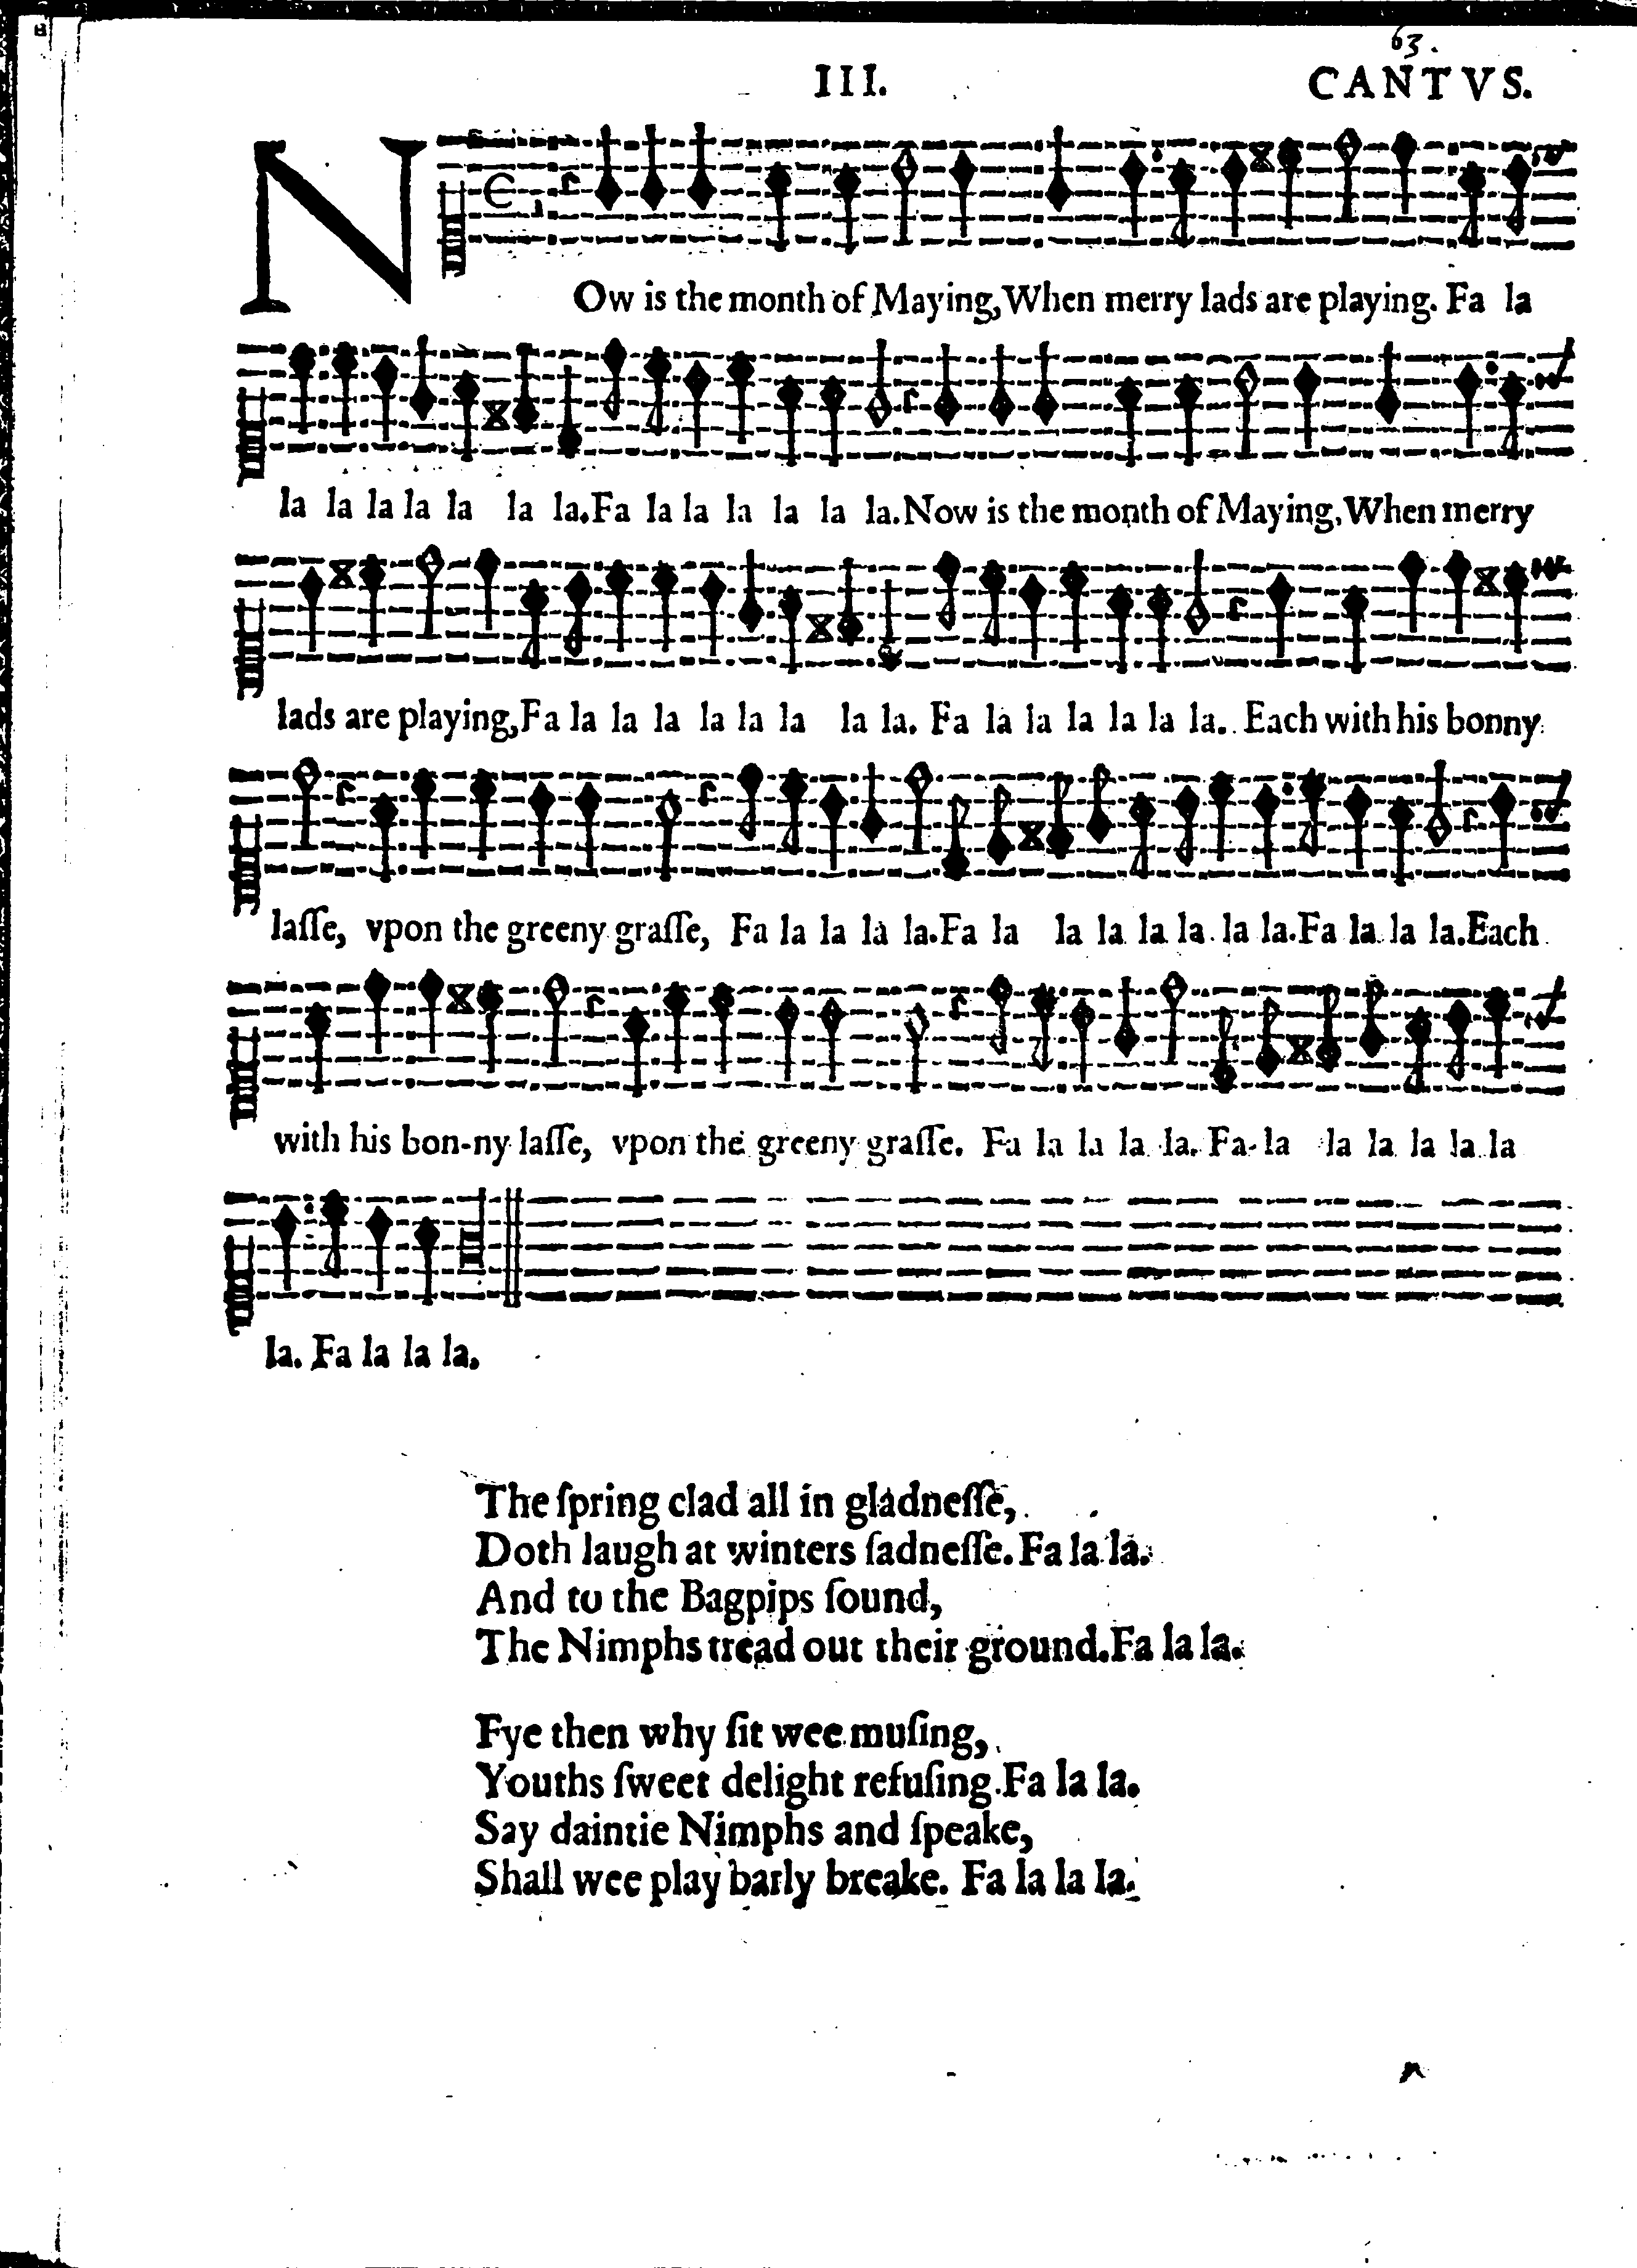 63.
III.
CANTVS.
NOw is the month of Maying, When merry lads are playing. Fa la
la la la la la la la. Fa la la la la la la. Now is the month of Maying, When merry
lads are playing, Fa la la la la la la la la. Fa la la la la la la. Each with his bonny
laſſe, vpon the greeny graſſe, Fa la la la la. Fa la la la la la la la. Fa la la la. Each
with his bon-ny laſſe, vpon the greeny graſſe. Fa la la la la. Fa la la la la la la
la. Fa la la la.
The ſpring clad all in gladneſſe,
Doth laugh at winters ſadneſſe. Fa la la.
And to the Bagpips ſound,
The Nimphs tread out their ground. Fa la la.
Fye then why ſit wee muſing,
Youths ſweet delight refuſing. Fa la la.
Say daintie Nimphs and ſpeake,
Shall wee play barly breake. Fa la la la.